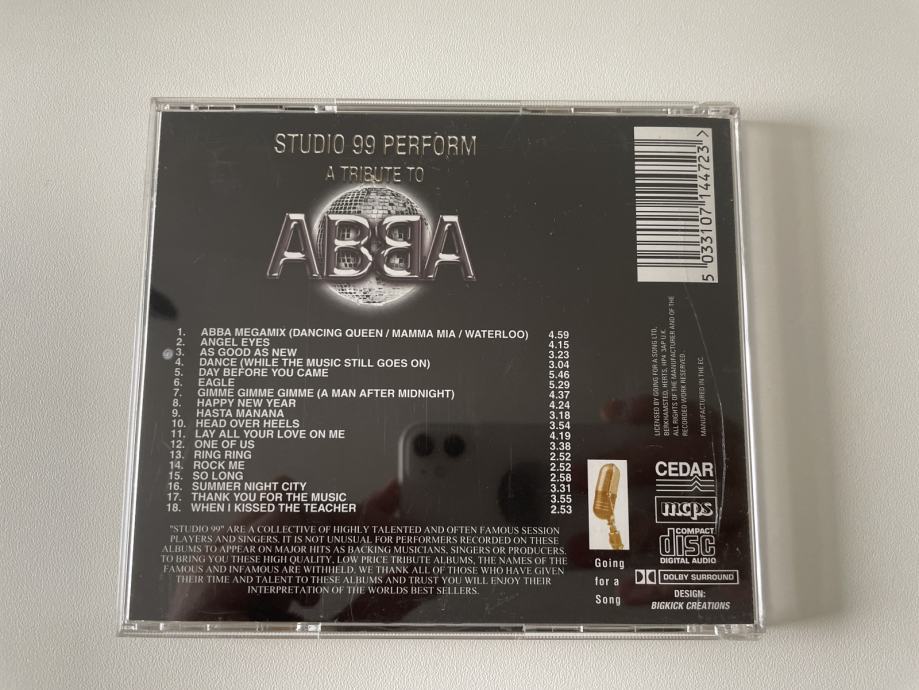 STUDIO 99 PERFORM
A TRIBUTE TO
ABBA
1. ABBA MEGAMIX (DANCING QUEEN / MAMMA MIA / WATERLOO) 4.59
2. ANGEL EYES 4.15
3. AS GOOD AS NEW 3.23
4. DANCE (WHILE THE MUSIC STILL GOES ON) 3.04
5. DAY BEFORE YOU CAME 5.46
6. EAGLE 5.29
7. GIMME GIMME GIMME (A MAN AFTER MIDNIGHT) 4.37
8. HAPPY NEW YEAR 4.24
9. HASTA MANANA 3.18
10. HEAD OVER HEELS 3.54
11. LAY ALL YOUR LOVE ON ME 4.19
12. ONE OF US 3.38
13. RING RING 2.52
14. ROCK ME 2.52
15. SO LONG 2.58
16. SUMMER NIGHT CITY 3.31
17. THANK YOU FOR THE MUSIC 3.55
18. WHEN I KISSED THE TEACHER 2.53
"STUDIO 99" ARE A COLLECTIVE OF HIGHLY TALENTED AND OFTEN FAMOUS SESSION
PLAYERS AND SINGERS. IT IS NOT UNUSUAL FOR PERFORMERS RECORDED ON THESE
ALBUMS TO APPEAR ON MAJOR HITS AS BACKING MUSICIANS, SINGERS OR PRODUCERS.
TO BRING YOU THESE HIGH QUALITY, LOW PRICE TRIBUTE ALBUMS, THE NAMES OF THE
FAMOUS AND INFAMOUS ARE WITHHELD. WE THANK ALL OF THOSE WHO HAVE GIVEN
THEIR TIME AND TALENT TO THESE ALBUMS AND TRUST YOU WILL ENJOY THEIR
INTERPRETATION OF THE WORLDS BEST SELLERS.
5 033107 144723 >
LICENSED BY GOING FOR A SONG LTD,
BERKHAMSTED, HERTS, HP4 3AP U.K.
ALL RIGHTS OF THE MANUFACTURER AND OF THE
RECORDED WORK RESERVED.
MANUFACTURED IN THE EC.
Going
for a
Song
CEDAR
mcps
COMPACT
disc
DIGITAL AUDIO
DOLBY SURROUND
DESIGN:
BIGKICK CREATIONS